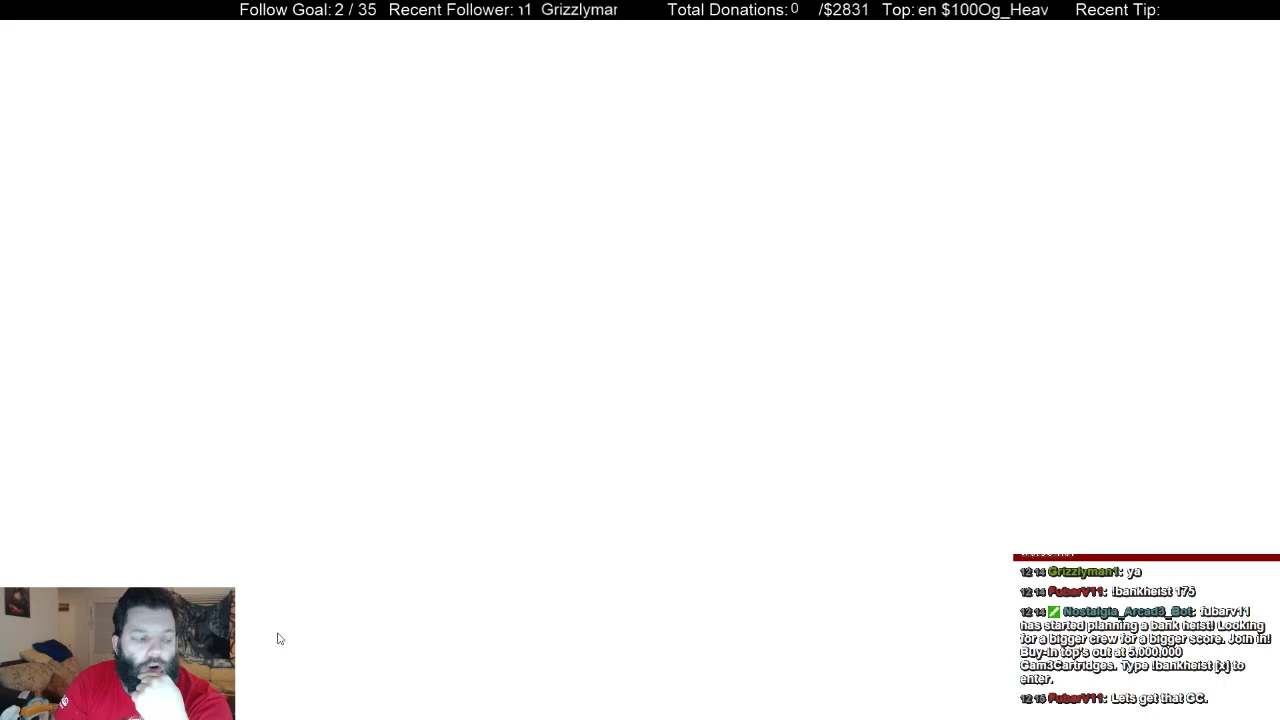 Follow Goal: 2 / 35 Recent Follower: Grizzlyman Total Donations: 0 /$2831 Top: en $100Og_Heav Recent Tip:
12 14 Grizzlyman1: ya
12 14 FubarV11: !bankheist 175
12 14 Nostalgia_Arcad3_Bot: fubarv11
has started planning a bank heist! Looking
for a bigger crew for a bigger score. Join in!
Buy-in top's out at 5,000,000
Gam3Cartridges. Type !bankheist [x] to
enter.
12 15 FubarV11: Lets get that GC.